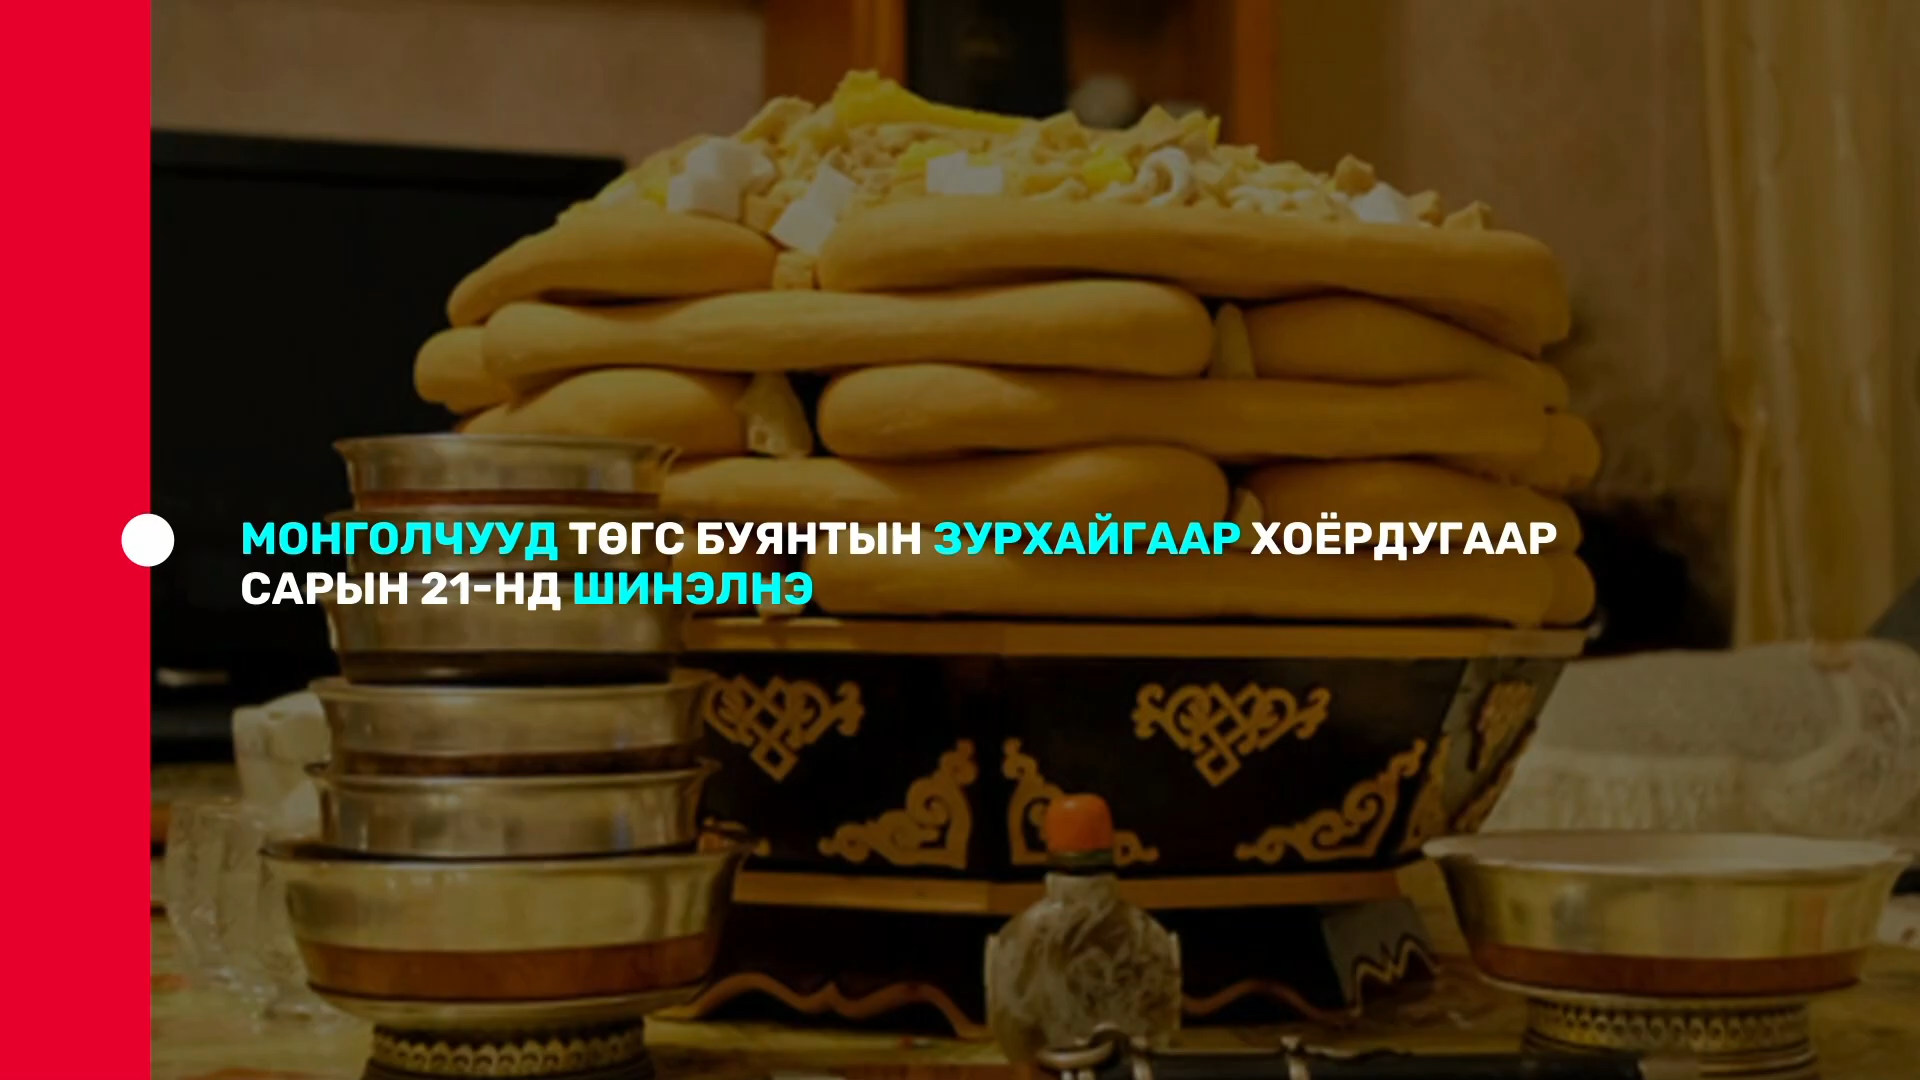 МОНГОЛЧУУД ТӨГС БУЯНТЫН ЗУРХАЙГААР ХОЁРДУГААР
САРЫН 21-НД ШИНЭЛНЭ